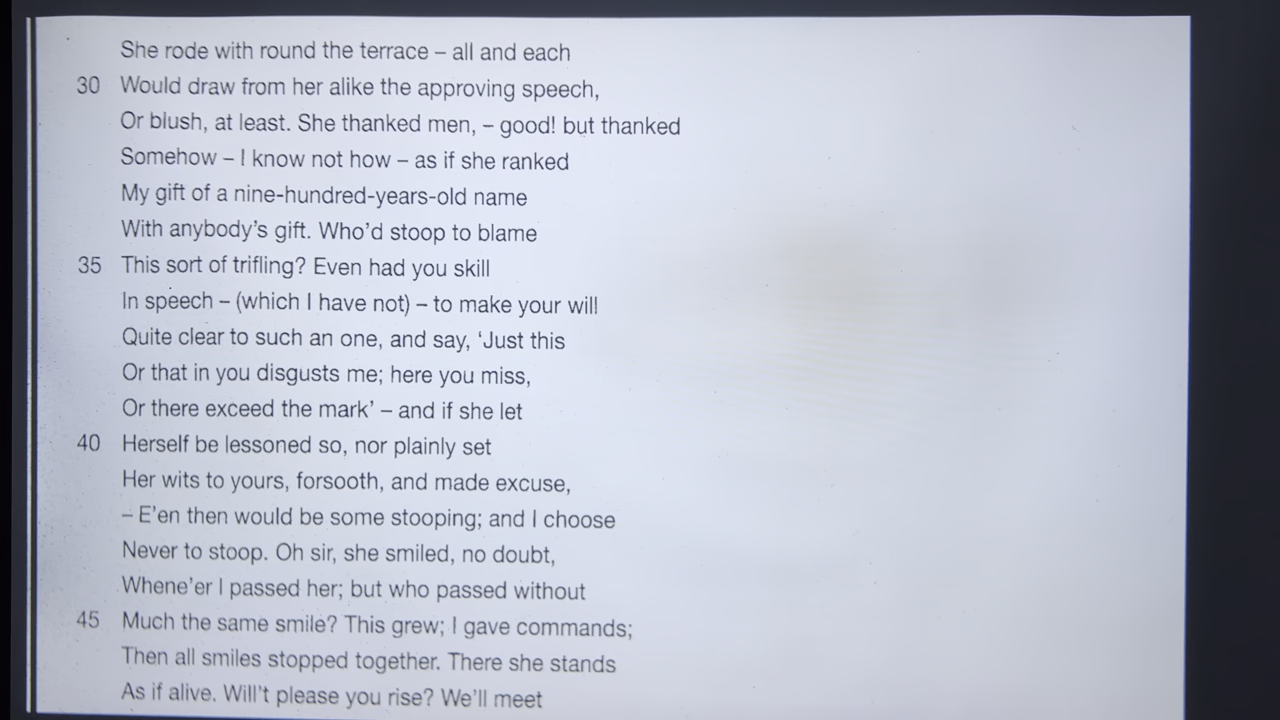 She rode with round the terrace – all and each
30 Would draw from her alike the approving speech,
Or blush, at least. She thanked men, – good! but thanked
Somehow – I know not how – as if she ranked
My gift of a nine-hundred-years-old name
With anybody's gift. Who'd stoop to blame
35 This sort of trifling? Even had you skill
In speech – (which I have not) – to make your will
Quite clear to such an one, and say, ‘Just this
Or that in you disgusts me; here you miss,
Or there exceed the mark’ – and if she let
40 Herself be lessoned so, nor plainly set
Her wits to yours, forsooth, and made excuse,
– E'en then would be some stooping; and I choose
Never to stoop. Oh sir, she smiled, no doubt,
Whene'er I passed her; but who passed without
45 Much the same smile? This grew; I gave commands;
Then all smiles stopped together. There she stands
As if alive. Will't please you rise? We'll meet